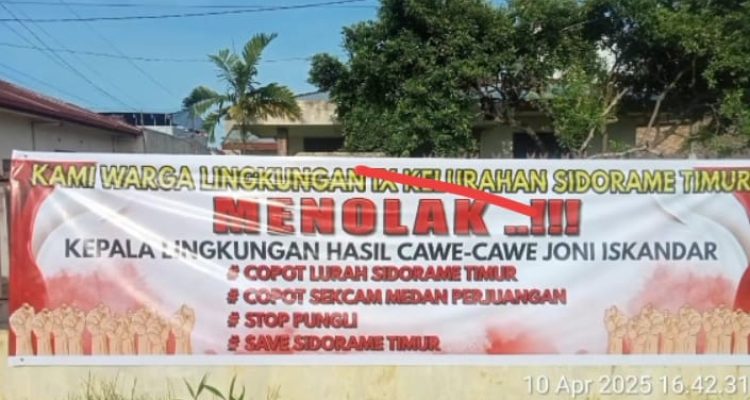 KAMI WARGA LINGKUNGAN IX KELURAHAN SIDORAME TIMUR
MENOLAK ..!!!
KEPALA LINGKUNGAN HASIL CAWE-CAWE JONI ISKANDAR
# COPOT LURAH SIDORAME TIMUR
# COPOT SEKCAM MEDAN PERJUANGAN
# STOP PUNGLI
# SAVE SIDORAME TIMUR
10 Apr 2025 16.42.31